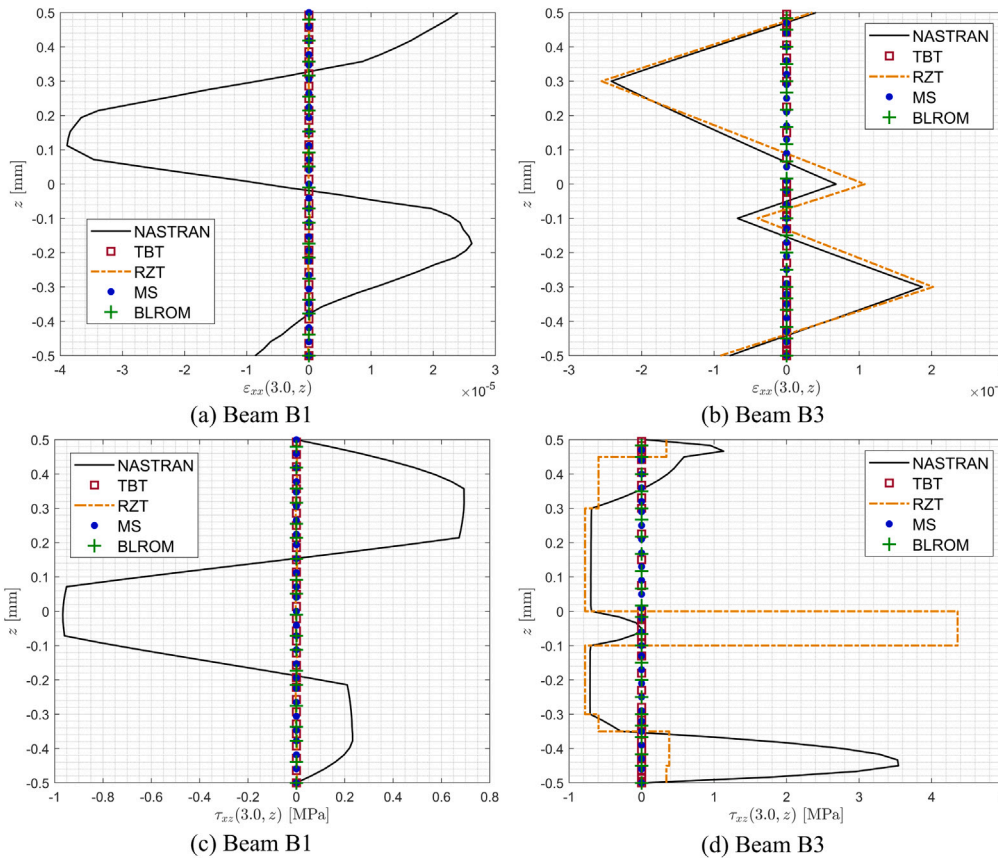 0.5
0.4
0.3
0.2
0.1
0
-0.1
-0.2
-0.3
-0.4
-0.5
z [mm]
NASTRAN
TBT
RZT
MS
BLROM
-4 -3 -2 -1 0 1 2 3
εxx(3.0, z) ×10⁻⁵
(a) Beam B1
0.5
0.4
0.3
0.2
0.1
0
-0.1
-0.2
-0.3
-0.4
-0.5
z [mm]
NASTRAN
TBT
RZT
MS
BLROM
-3 -2 -1 0 1 2
εxx(3.0, z) ×10⁻
(b) Beam B3
0.5
0.4
0.3
0.2
0.1
0
-0.1
-0.2
-0.3
-0.4
-0.5
z [mm]
NASTRAN
TBT
RZT
MS
BLROM
-1 -0.8 -0.6 -0.4 -0.2 0 0.2 0.4 0.6 0.8
τxz(3.0, z) [MPa]
(c) Beam B1
0.5
0.4
0.3
0.2
0.1
0
-0.1
-0.2
-0.3
-0.4
-0.5
z [mm]
NASTRAN
TBT
RZT
MS
BLROM
-1 0 1 2 3 4
τxz(3.0, z) [MPa]
(d) Beam B3